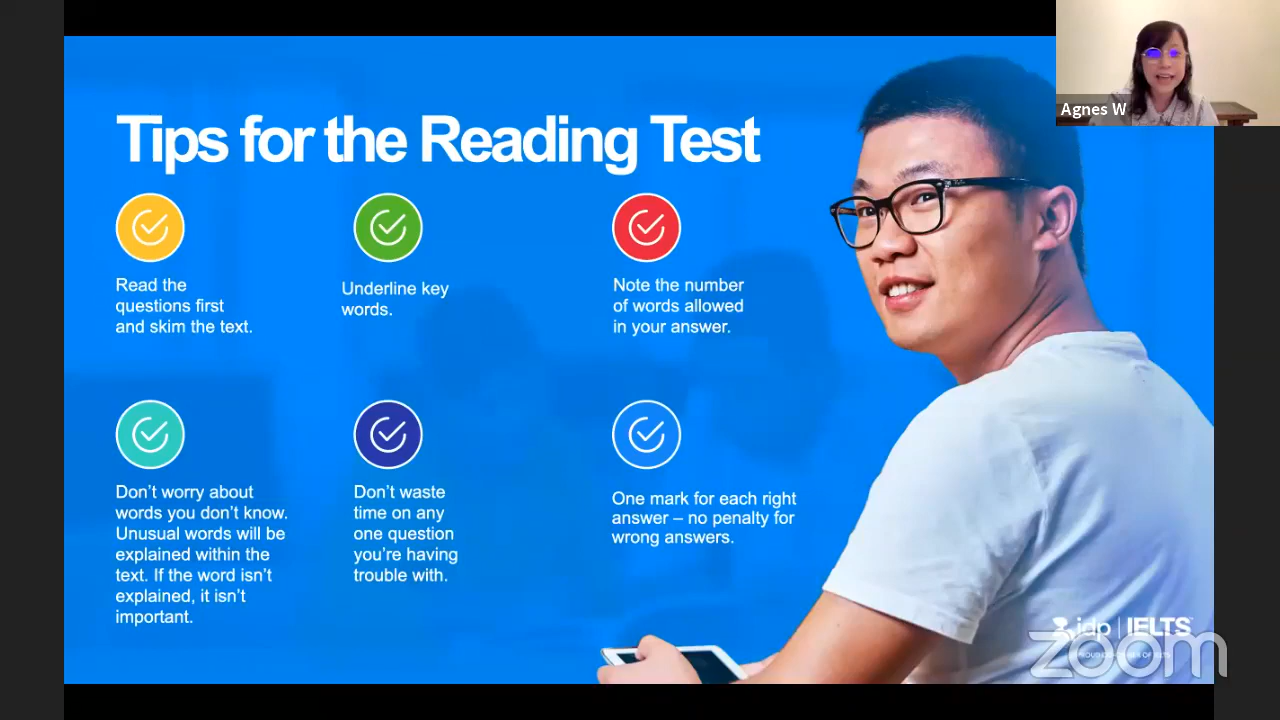 Agnes W
Tips for the Reading Test
Read the
questions first
and skim the text.
Underline key
words.
Note the number
of words allowed
in your answer.
Don't worry about
words you don't know.
Unusual words will be
explained within the
text. If the word isn't
explained, it isn't
important.
Don't waste
time on any
one question
you're having
trouble with.
One mark for each right
answer – no penalty for
wrong answers.
idp | IELTS
zoom